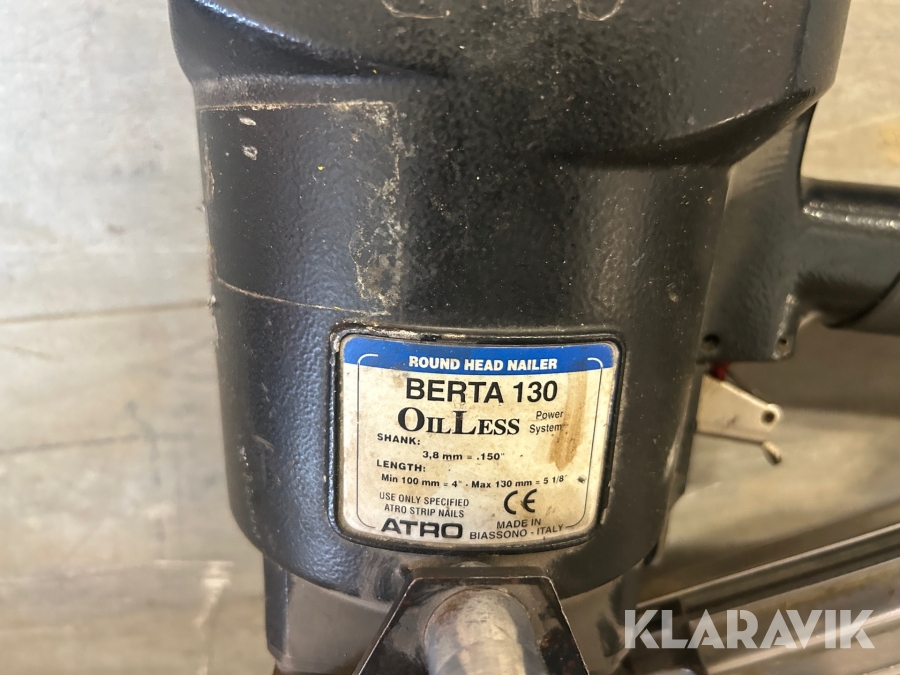 ROUND HEAD NAILER
BERTA 130
OILLESS Power System
SHANK:
3,8 mm = .150"
LENGTH:
Min 100 mm = 4" - Max 130 mm = 5 1/8"
USE ONLY SPECIFIED
ATRO STRIP NAILS
CE
ATRO
MADE IN
BIASSONO - ITALY
KLARAVIK